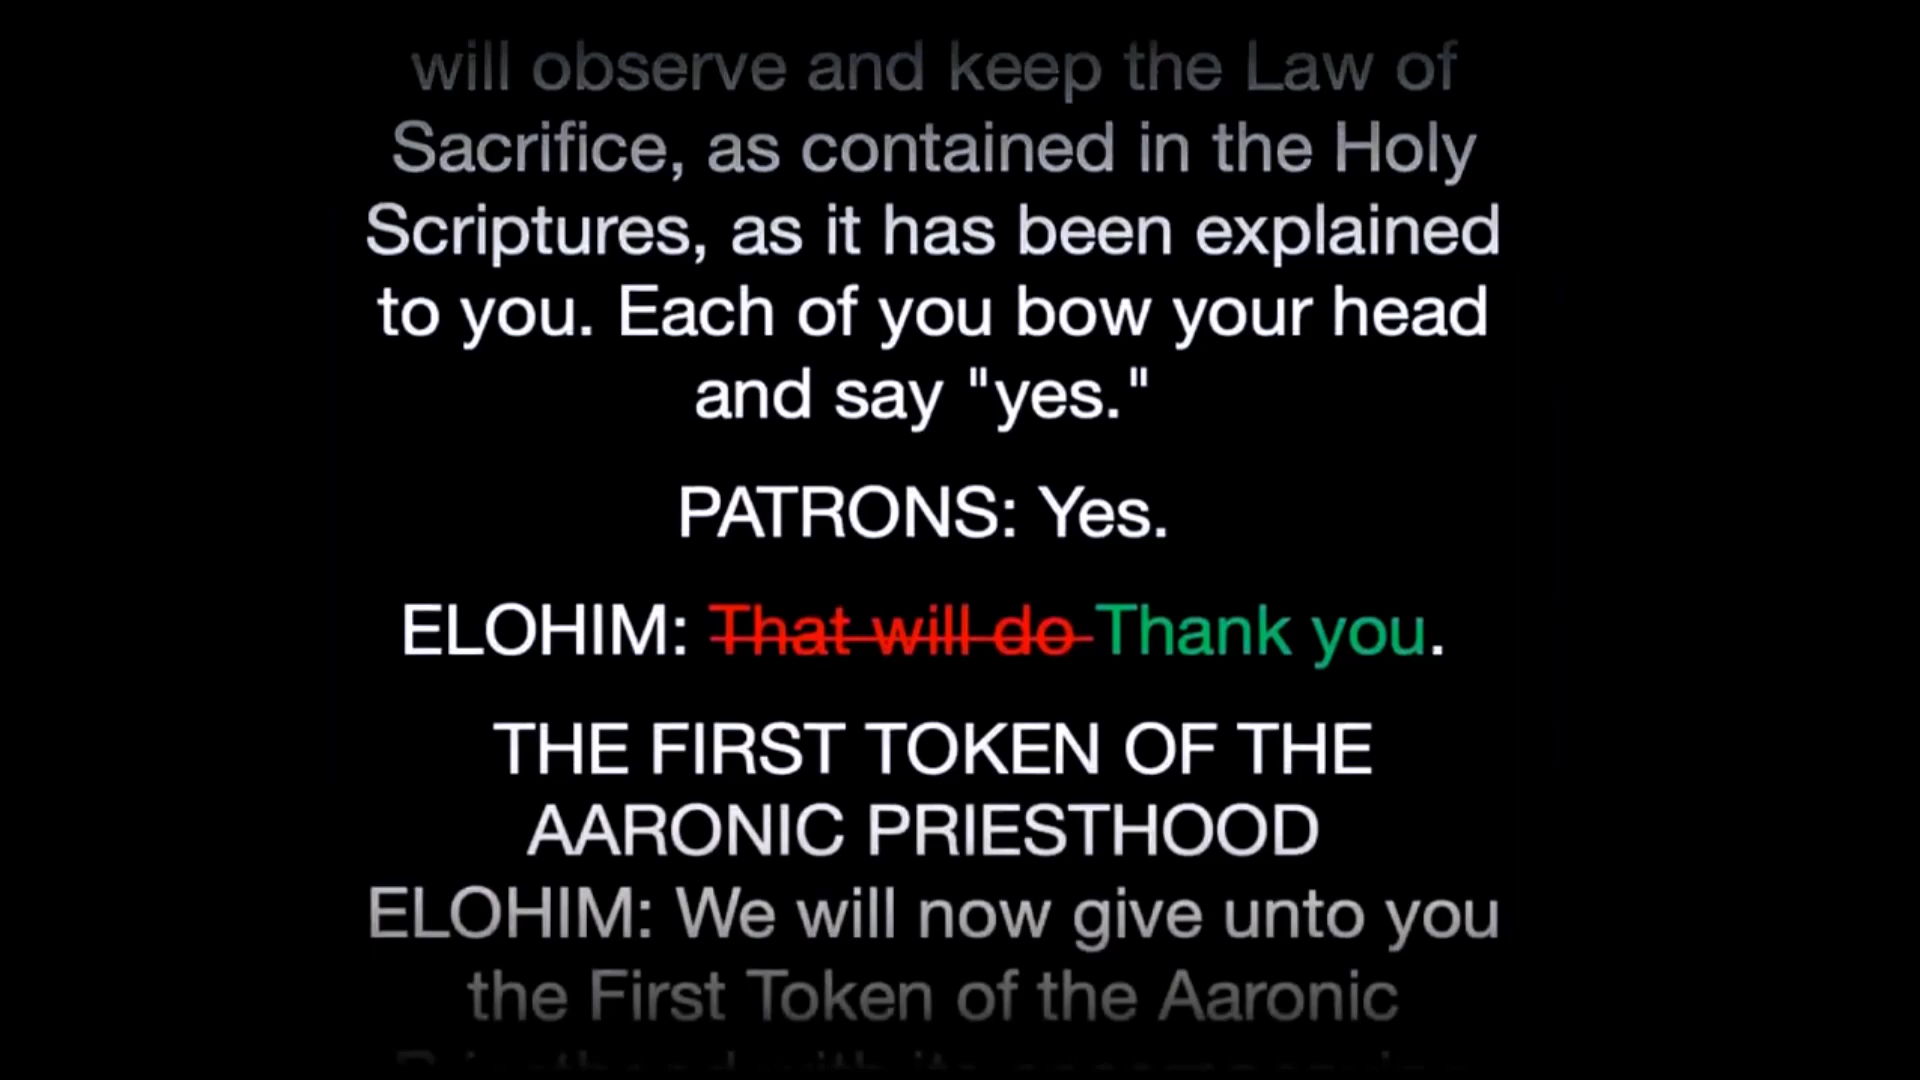 will observe and keep the Law of
Sacrifice, as contained in the Holy
Scriptures, as it has been explained
to you. Each of you bow your head
and say "yes."
PATRONS: Yes.
ELOHIM: That will do Thank you.
THE FIRST TOKEN OF THE
AARONIC PRIESTHOOD
ELOHIM: We will now give unto you
the First Token of the Aaronic